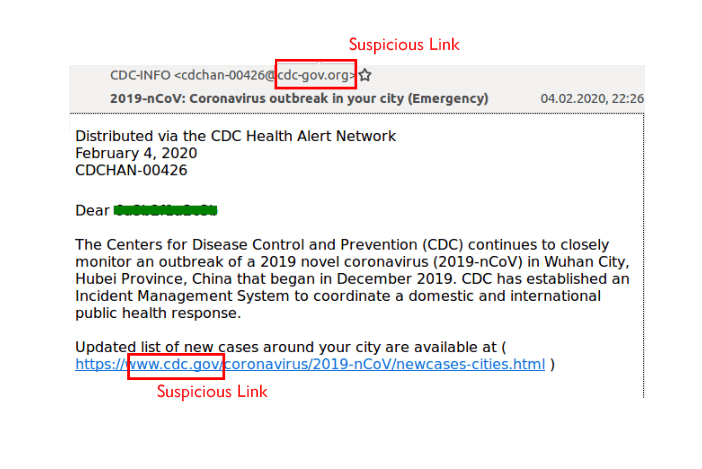 Suspicious Link
CDC-INFO <cdchan-00426@cdc-gov.org>
2019-nCoV: Coronavirus outbreak in your city (Emergency) 04.02.2020, 22:26
Distributed via the CDC Health Alert Network
February 4, 2020
CDCHAN-00426
Dear
The Centers for Disease Control and Prevention (CDC) continues to closely
monitor an outbreak of a 2019 novel coronavirus (2019-nCoV) in Wuhan City,
Hubei Province, China that began in December 2019. CDC has established an
Incident Management System to coordinate a domestic and international
public health response.
Updated list of new cases around your city are available at (
https://www.cdc.gov/coronavirus/2019-nCoV/newcases-cities.html )
Suspicious Link